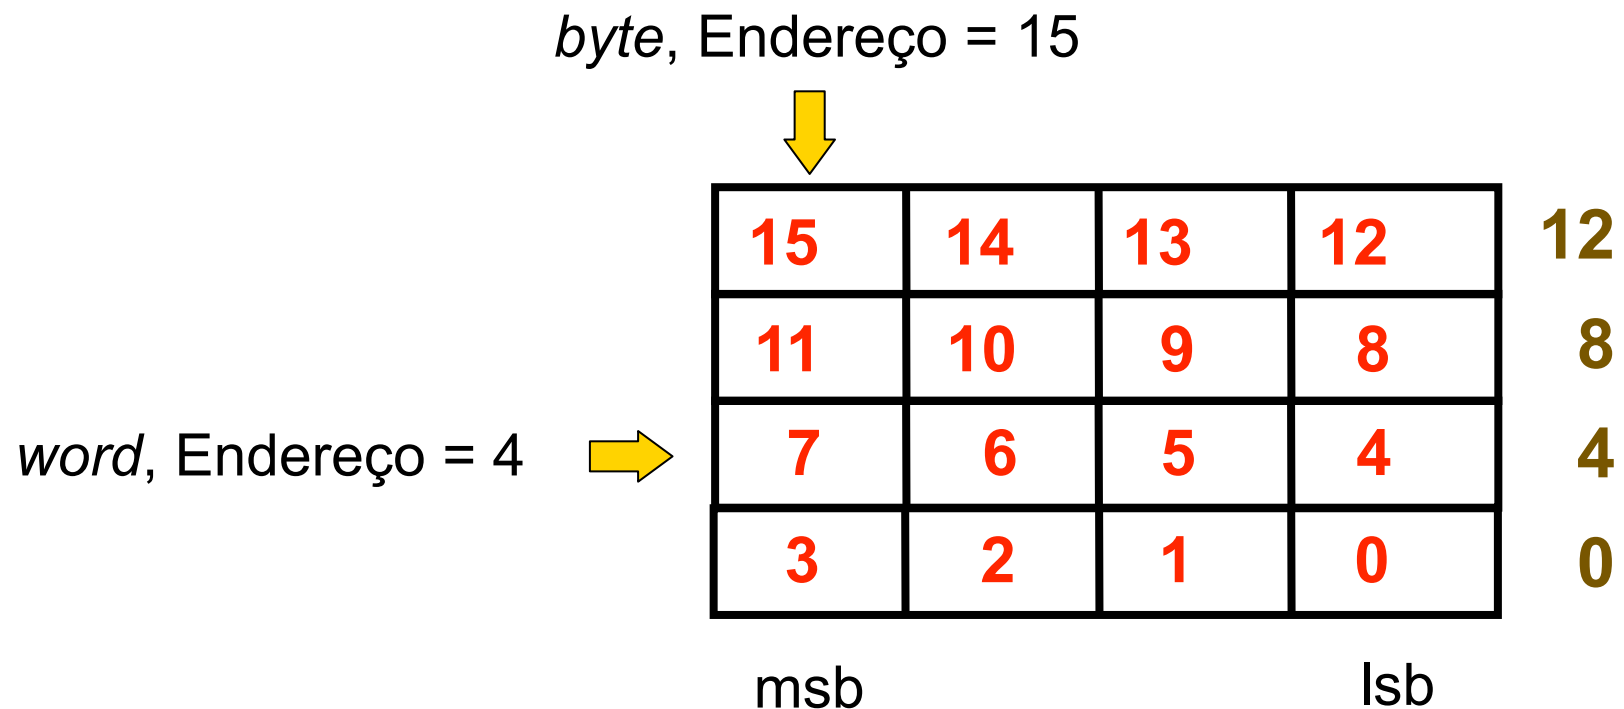 byte, Endereço = 15
15 14 13 12 12
11 10 9 8 8
word, Endereço = 4 7 6 5 4 4
3 2 1 0 0
msb lsb